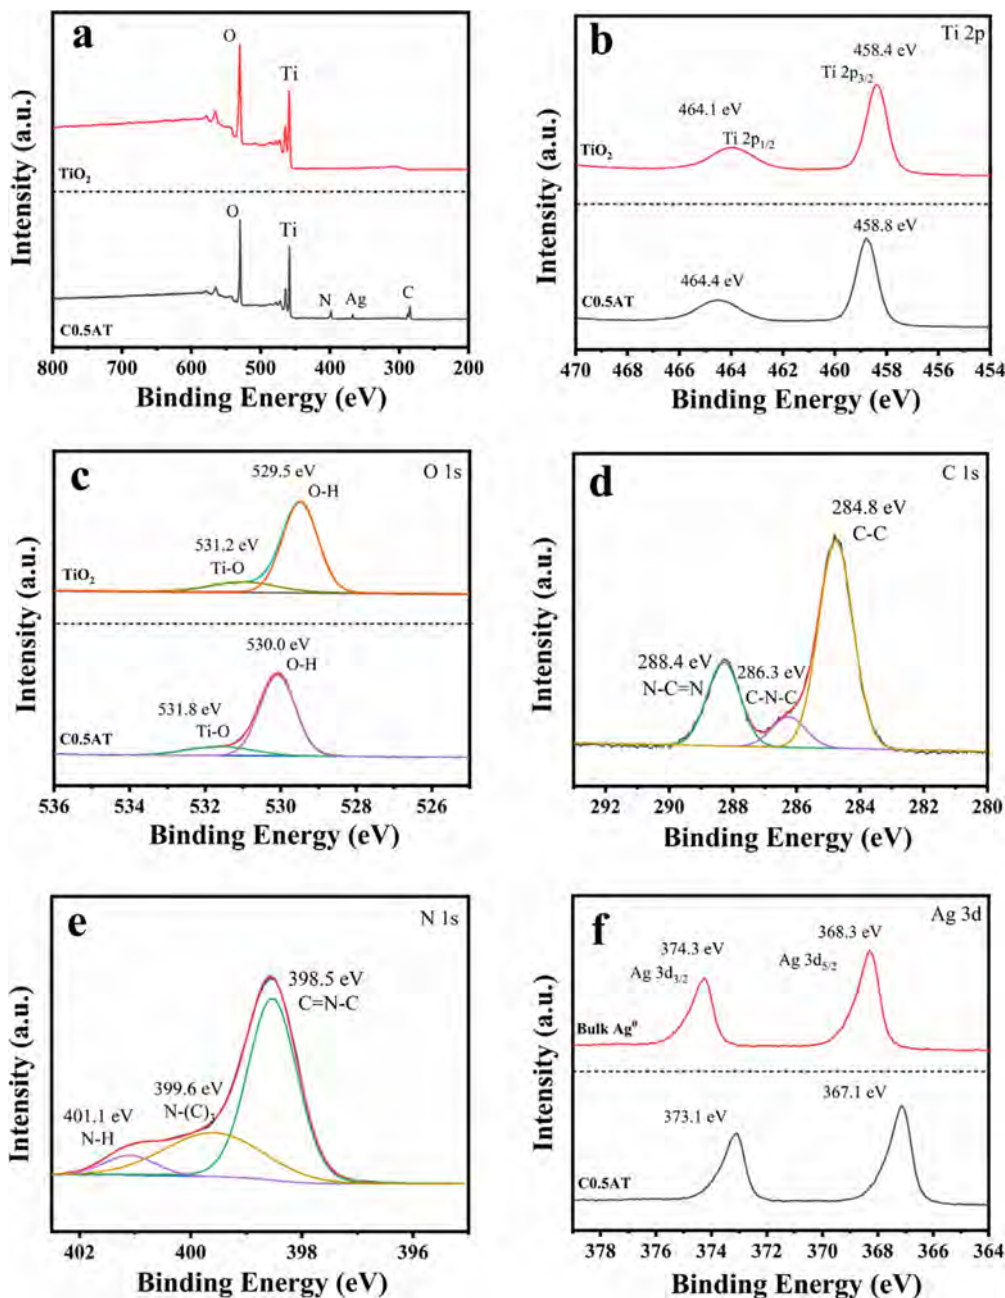 a
O
Ti
TiO2
O
Ti
N
Ag
C
C0.5AT
800 700 600 500 400 300 200
Binding Energy (eV)
Intensity (a.u.)
b
Ti 2p
458.4 eV
Ti 2p3/2
464.1 eV
Ti 2p1/2
TiO2
458.8 eV
464.4 eV
C0.5AT
470 468 466 464 462 460 458 456 454
Binding Energy (eV)
Intensity (a.u.)
c
O 1s
529.5 eV
O-H
531.2 eV
Ti-O
TiO2
530.0 eV
O-H
531.8 eV
Ti-O
C0.5AT
536 534 532 530 528 526
Binding Energy (eV)
Intensity (a.u.)
d
C 1s
284.8 eV
C-C
288.4 eV
N-C=N
286.3 eV
C-N-C
292 290 288 286 284 282 280
Binding Energy (eV)
Intensity (a.u.)
e
N 1s
398.5 eV
C=N-C
399.6 eV
N-(C)3
401.1 eV
N-H
402 400 398 396
Binding Energy (eV)
Intensity (a.u.)
f
Ag 3d
368.3 eV
374.3 eV
Ag 3d5/2
Ag 3d3/2
Bulk Ag0
367.1 eV
373.1 eV
C0.5AT
378 376 374 372 370 368 366 364
Binding Energy (eV)
Intensity (a.u.)